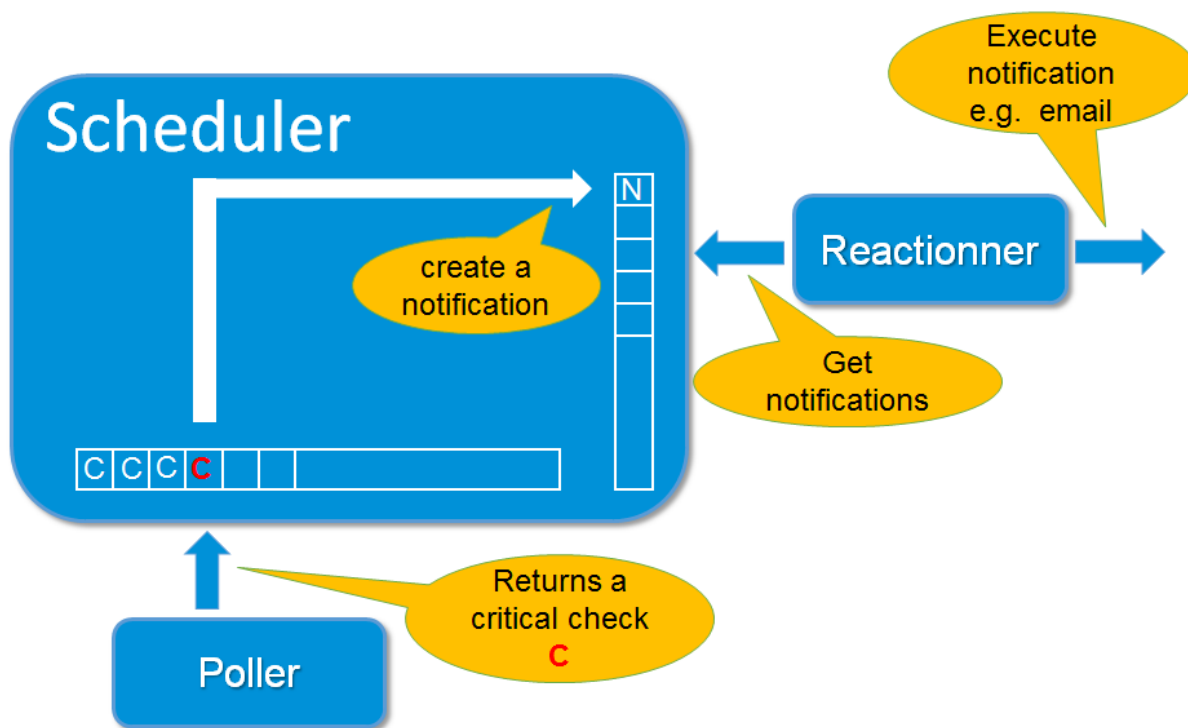 Scheduler
Execute
notification
e.g. email
N
create a
notification
Reactionner
Get
notifications
C C C C
Returns a
critical check
C
Poller